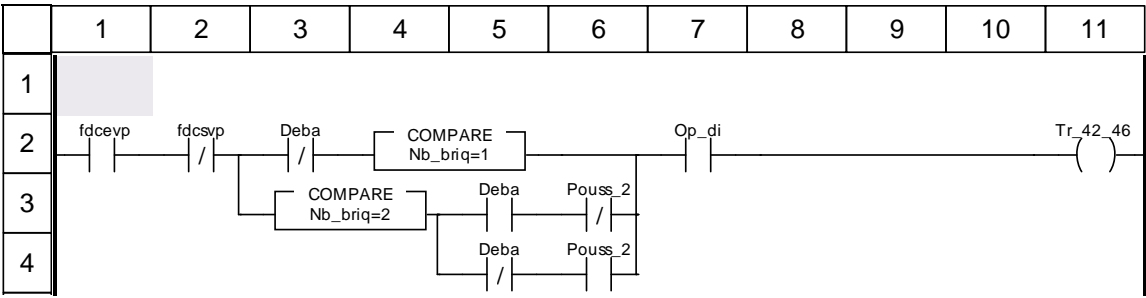 1 2 3 4 5 6 7 8 9 10 11
1
2
fdcevp fdcsvp Deba COMPARE Op_di Tr_42_46
/ / Nb_briq=1
3
COMPARE Deba Pouss_2
Nb_briq=2 /
4
Deba Pouss_2
/